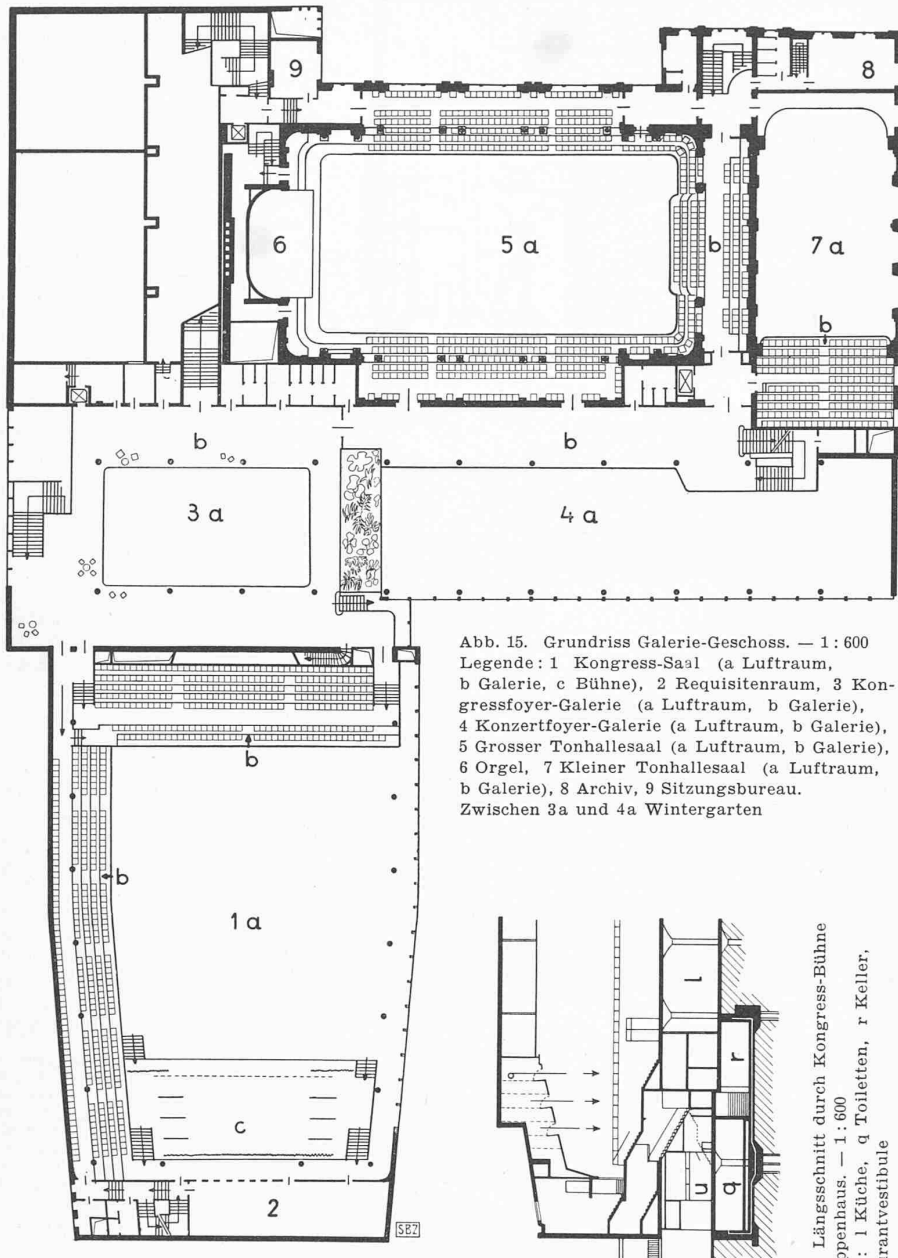 9
8
6
5 a
b
7 a
b
b
b
3 a
4 a
Abb. 15. Grundriss Galerie-Geschoss. — 1:600
Legende: 1 Kongress-Saal (a Luftraum,
b Galerie, c Bühne), 2 Requisitenraum, 3 Kon-
gressfoyer-Galerie (a Luftraum, b Galerie),
4 Konzertfoyer-Galerie (a Luftraum, b Galerie),
5 Grosser Tonhallesaal (a Luftraum, b Galerie),
6 Orgel, 7 Kleiner Tonhallesaal (a Luftraum,
b Galerie), 8 Archiv, 9 Sitzungsbureau.
Zwischen 3a und 4a Wintergarten
b
b
1 a
c
2
SBZ
l
r
u
q
Längsschnitt durch Kongress-Bühne
ppenhaus. — 1:600
: l Küche, q Toiletten, r Keller,
rantvestibule